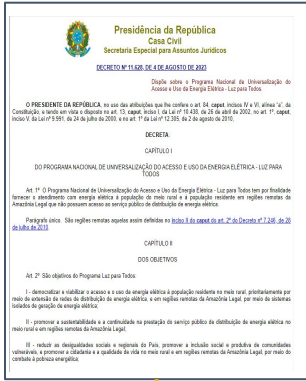 Presidência da República
Casa Civil
Secretaria Especial para Assuntos Jurídicos
DECRETO Nº 11.628, DE 4 DE AGOSTO DE 2023
Dispõe sobre o Programa Nacional de Universalização do
Acesso e Uso da Energia Elétrica - Luz para Todos.
O PRESIDENTE DA REPÚBLICA, no uso das atribuições que lhe confere o art. 84, caput, incisos IV e VI, alínea “a”, da
Constituição, e tendo em vista o disposto no art. 13, caput, inciso I, da Lei nº 10.438, de 26 de abril de 2002, no art. 1º, caput,
inciso V, da Lei nº 9.991, de 24 de julho de 2000, e no art. 1º da Lei nº 12.305, de 2 de agosto de 2010,
DECRETA:
CAPÍTULO I
DO PROGRAMA NACIONAL DE UNIVERSALIZAÇÃO DO ACESSO E USO DA ENERGIA ELÉTRICA - LUZ PARA
TODOS
Art. 1º O Programa Nacional de Universalização do Acesso e Uso da Energia Elétrica - Luz para Todos tem por finalidade
fornecer o atendimento com energia elétrica à população do meio rural e à população residente em regiões remotas da
Amazônia Legal que não possuam acesso ao serviço público de distribuição de energia elétrica.
Parágrafo único. São regiões remotas aquelas assim definidas no inciso II do caput do art. 2º do Decreto nº 7.246, de 28
de julho de 2010.
CAPÍTULO II
DOS OBJETIVOS
Art. 2º São objetivos do Programa Luz para Todos:
I - democratizar e viabilizar o acesso e o uso de energia elétrica à população residente no meio rural, prioritariamente por
meio de extensão de redes de distribuição de energia elétrica, e em regiões remotas da Amazônia Legal, por meio de sistemas
isolados de geração de energia elétrica;
II - promover a sustentabilidade e a continuidade na prestação do serviço público de distribuição de energia elétrica no
meio rural e em regiões remotas da Amazônia Legal;
III - reduzir as desigualdades sociais e regionais do País, promover a inclusão social e produtiva de comunidades
vulneráveis, e promover a cidadania e a qualidade de vida no meio rural e em regiões remotas da Amazônia Legal, por meio do
combate à pobreza energética;